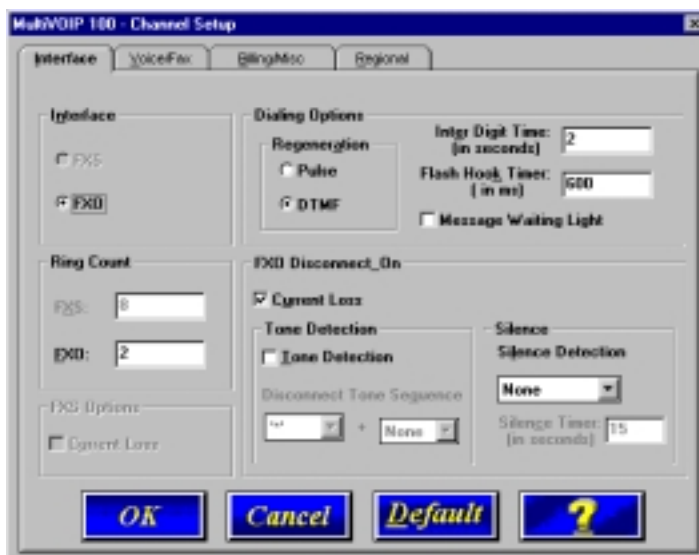 MultiVOIP 100 - Channel Setup
Interface
Voice/Fax
Billing/Misc
Regional
Interface
FXS
FXO
Dialing Options
Regeneration
Pulse
DTMF
Inter Digit Time:
(in seconds)
2
Flash Hook Timer:
( in ms)
600
Message Waiting Light
Ring Count
FXS:
8
FXO:
2
FXS Options
Current Loss
FXO Disconnect_On
Current Loss
Tone Detection
Tone Detection
Disconnect Tone Sequence
+
None
Silence
Silence Detection
None
Silence Timer:
(in seconds)
15
OK
Cancel
Default
?